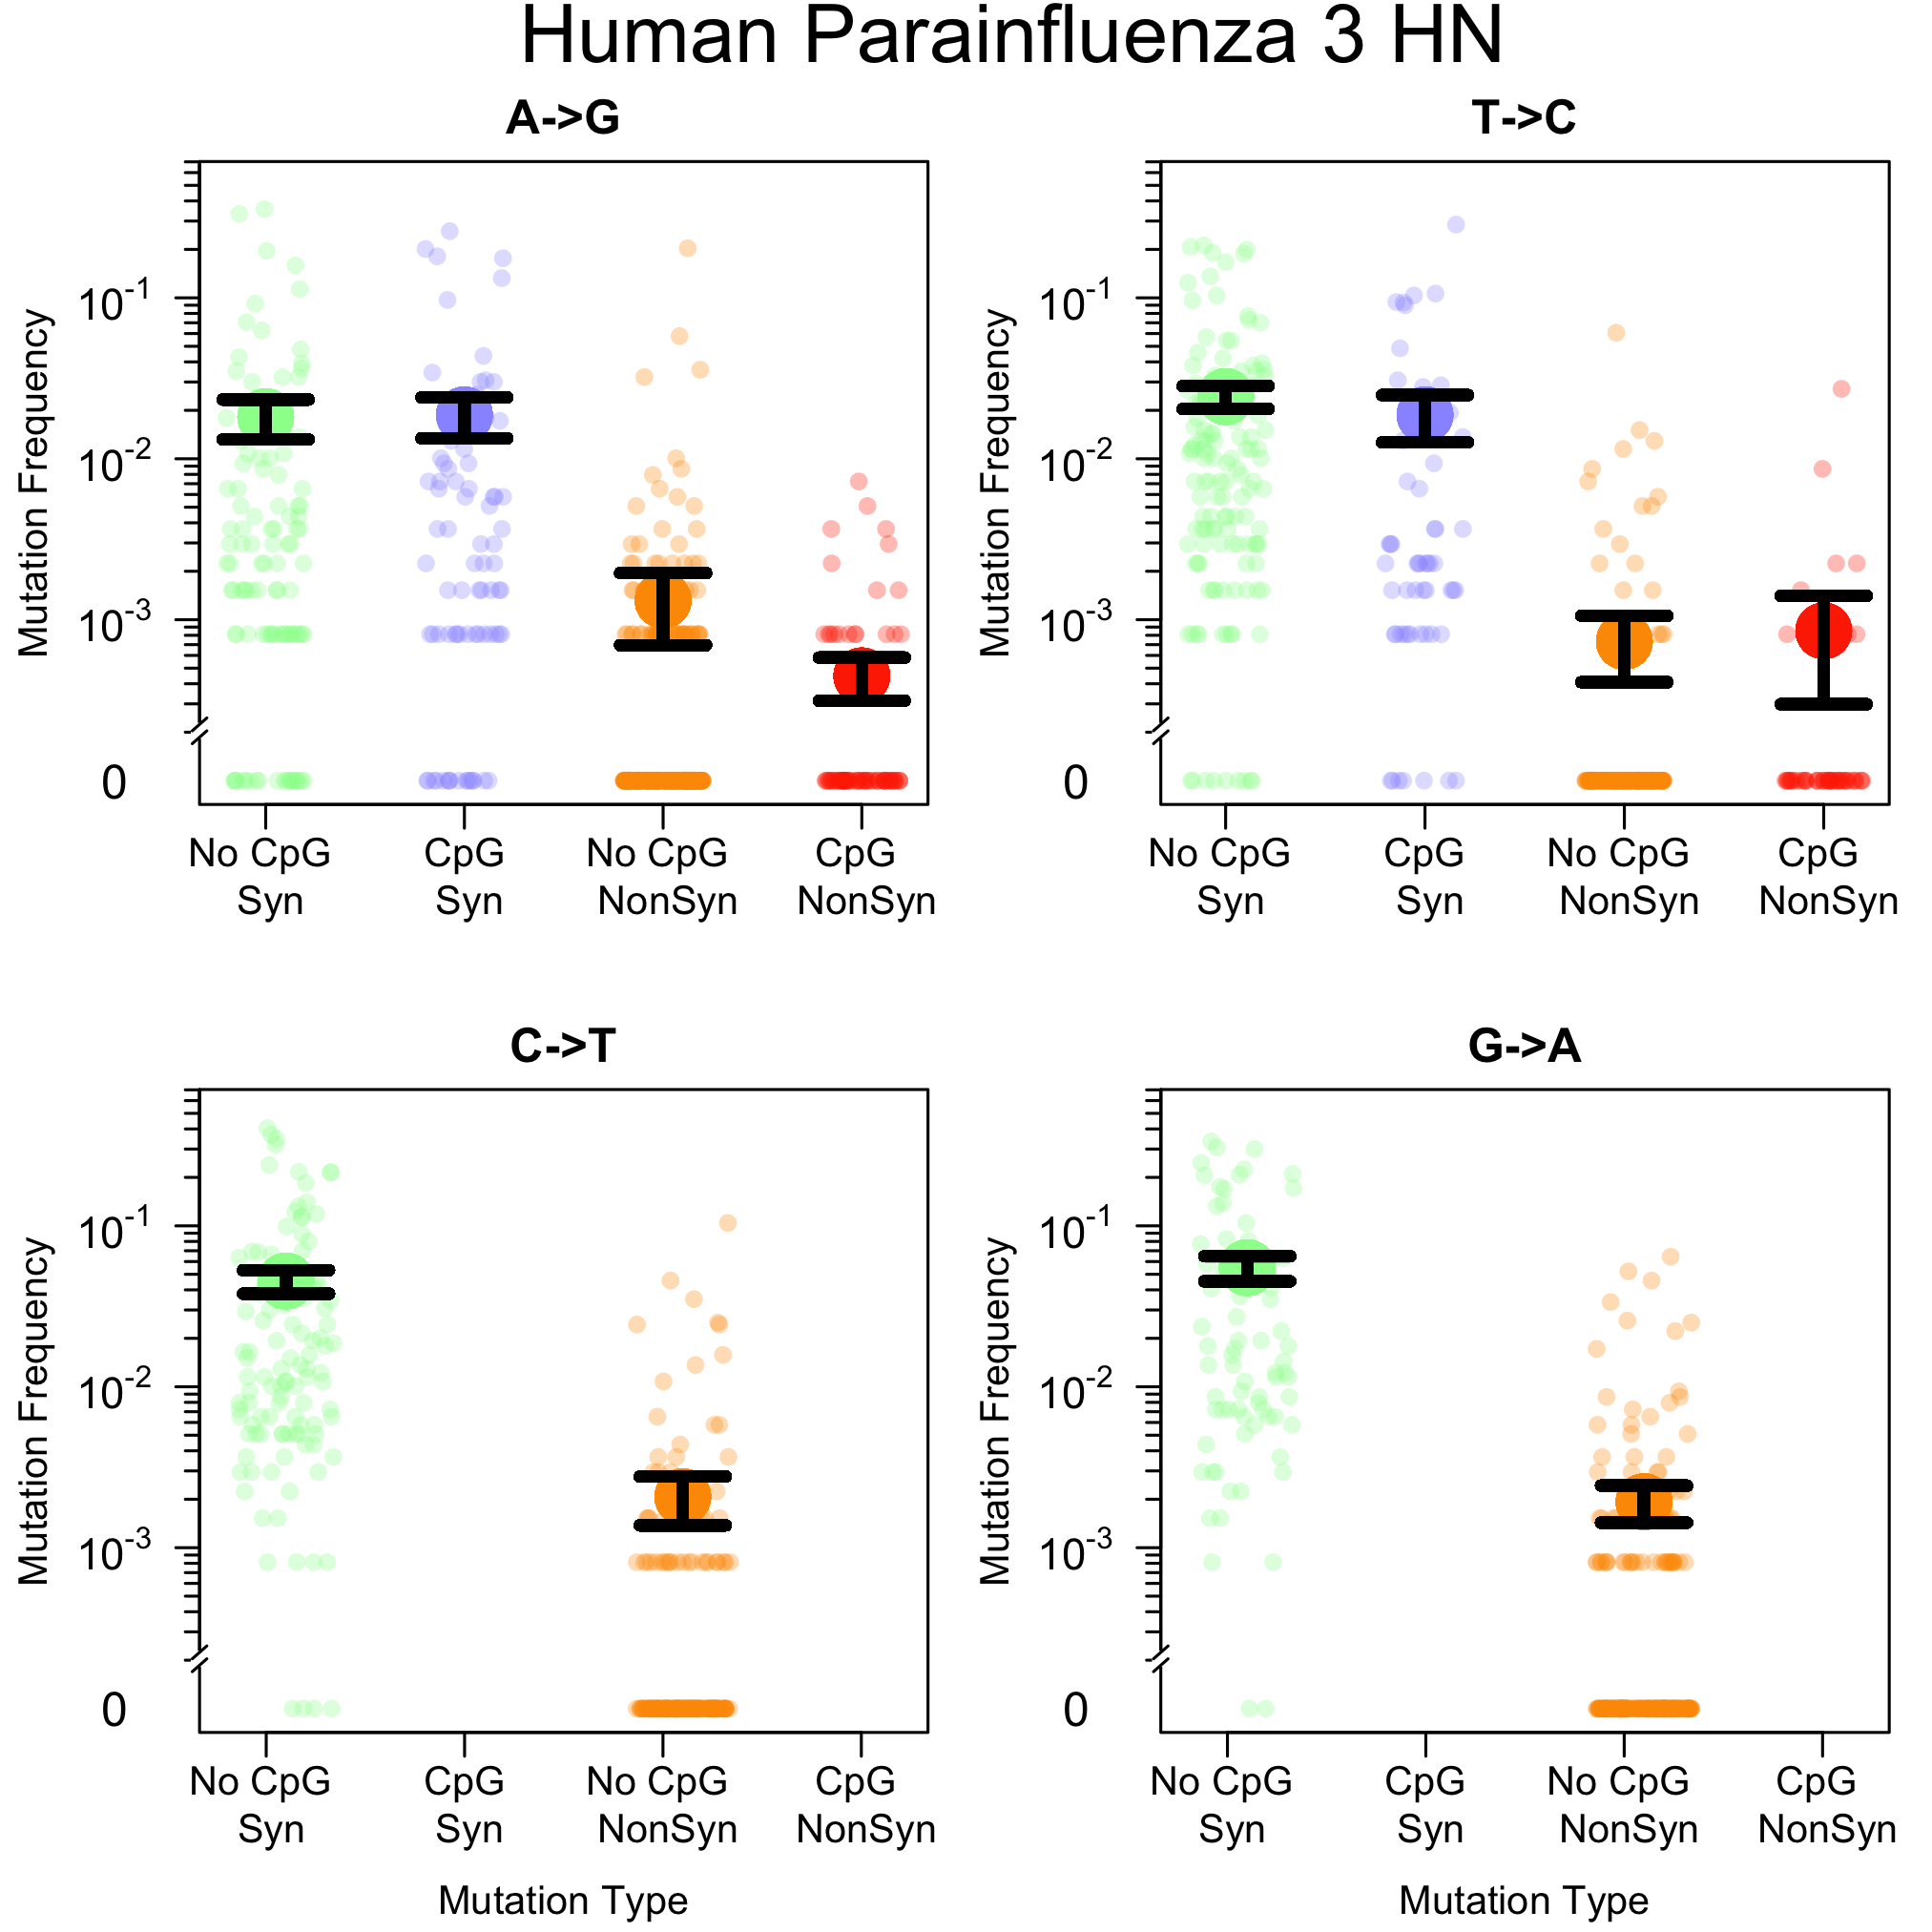 Human Parainfluenza 3 HN
A->G
Mutation Frequency
10-1
10-2
10-3
0
No CpG CpG No CpG CpG
Syn Syn NonSyn NonSyn
T->C
Mutation Frequency
10-1
10-2
10-3
0
No CpG CpG No CpG CpG
Syn Syn NonSyn NonSyn
C->T
Mutation Frequency
10-1
10-2
10-3
0
No CpG CpG No CpG CpG
Syn Syn NonSyn NonSyn
Mutation Type
G->A
Mutation Frequency
10-1
10-2
10-3
0
No CpG CpG No CpG CpG
Syn Syn NonSyn NonSyn
Mutation Type